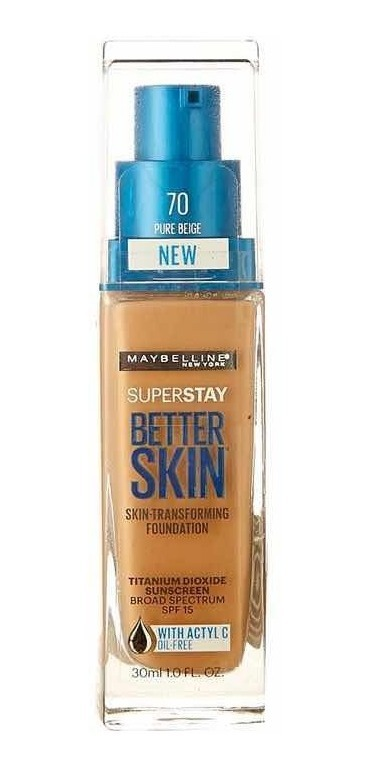 70
PURE BEIGE
NEW
MAYBELLINE®
NEW YORK
SUPERSTAY
BETTER
SKIN®
SKIN-TRANSFORMING
FOUNDATION
TITANIUM DIOXIDE
SUNSCREEN
BROAD SPECTRUM
SPF 15
WITH ACTYL C
OIL-FREE
30ml 1.0 FL. OZ.